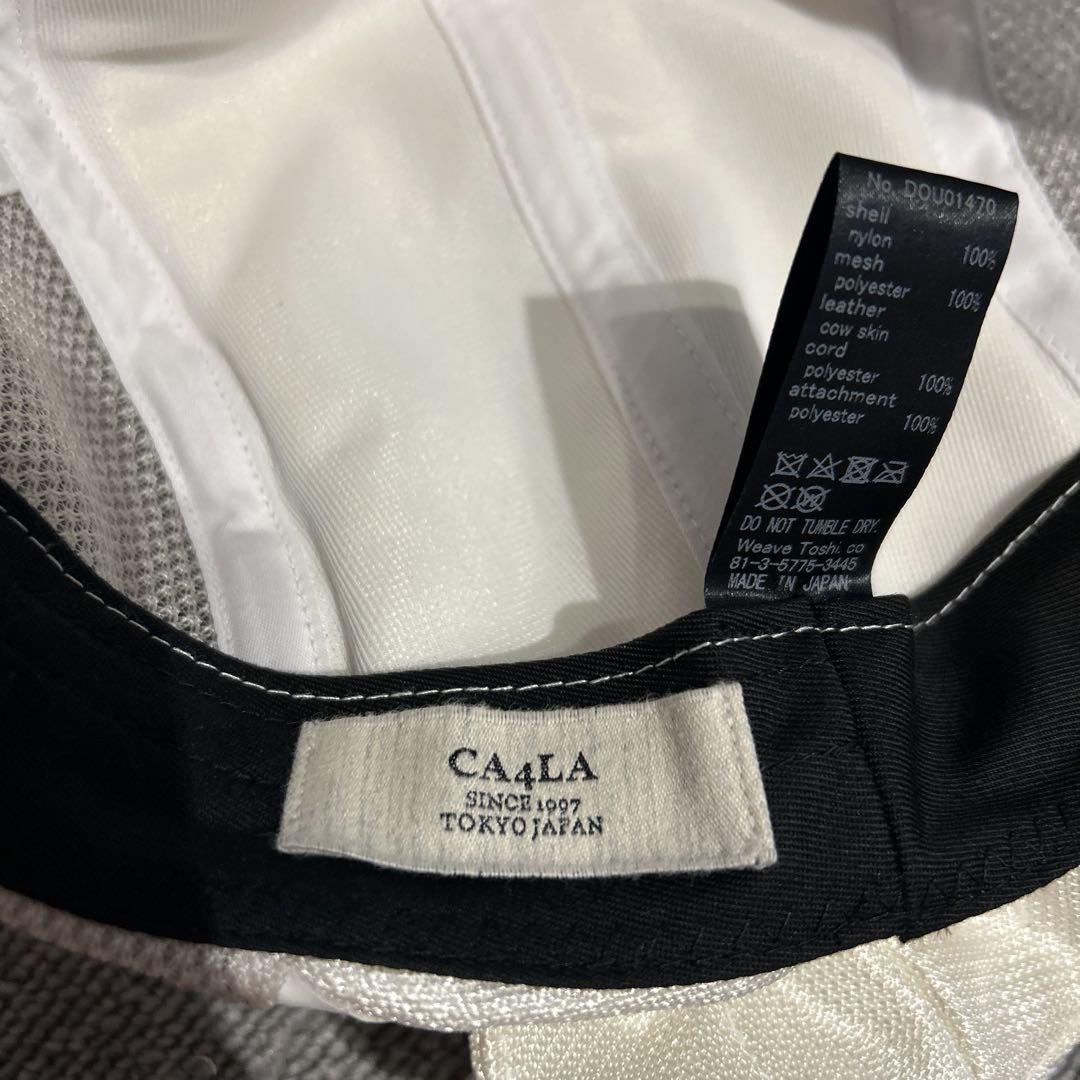 No. DOU01470
shell
nylon 100%
mesh
polyester 100%
leather
cow skin
cord
polyester 100%
attachment
polyester 100%
DO NOT TUMBLE DRY.
Weave Toshi.co
81-3-5775-3445
MADE IN JAPAN
CA4LA
SINCE 1997
TOKYO JAPAN